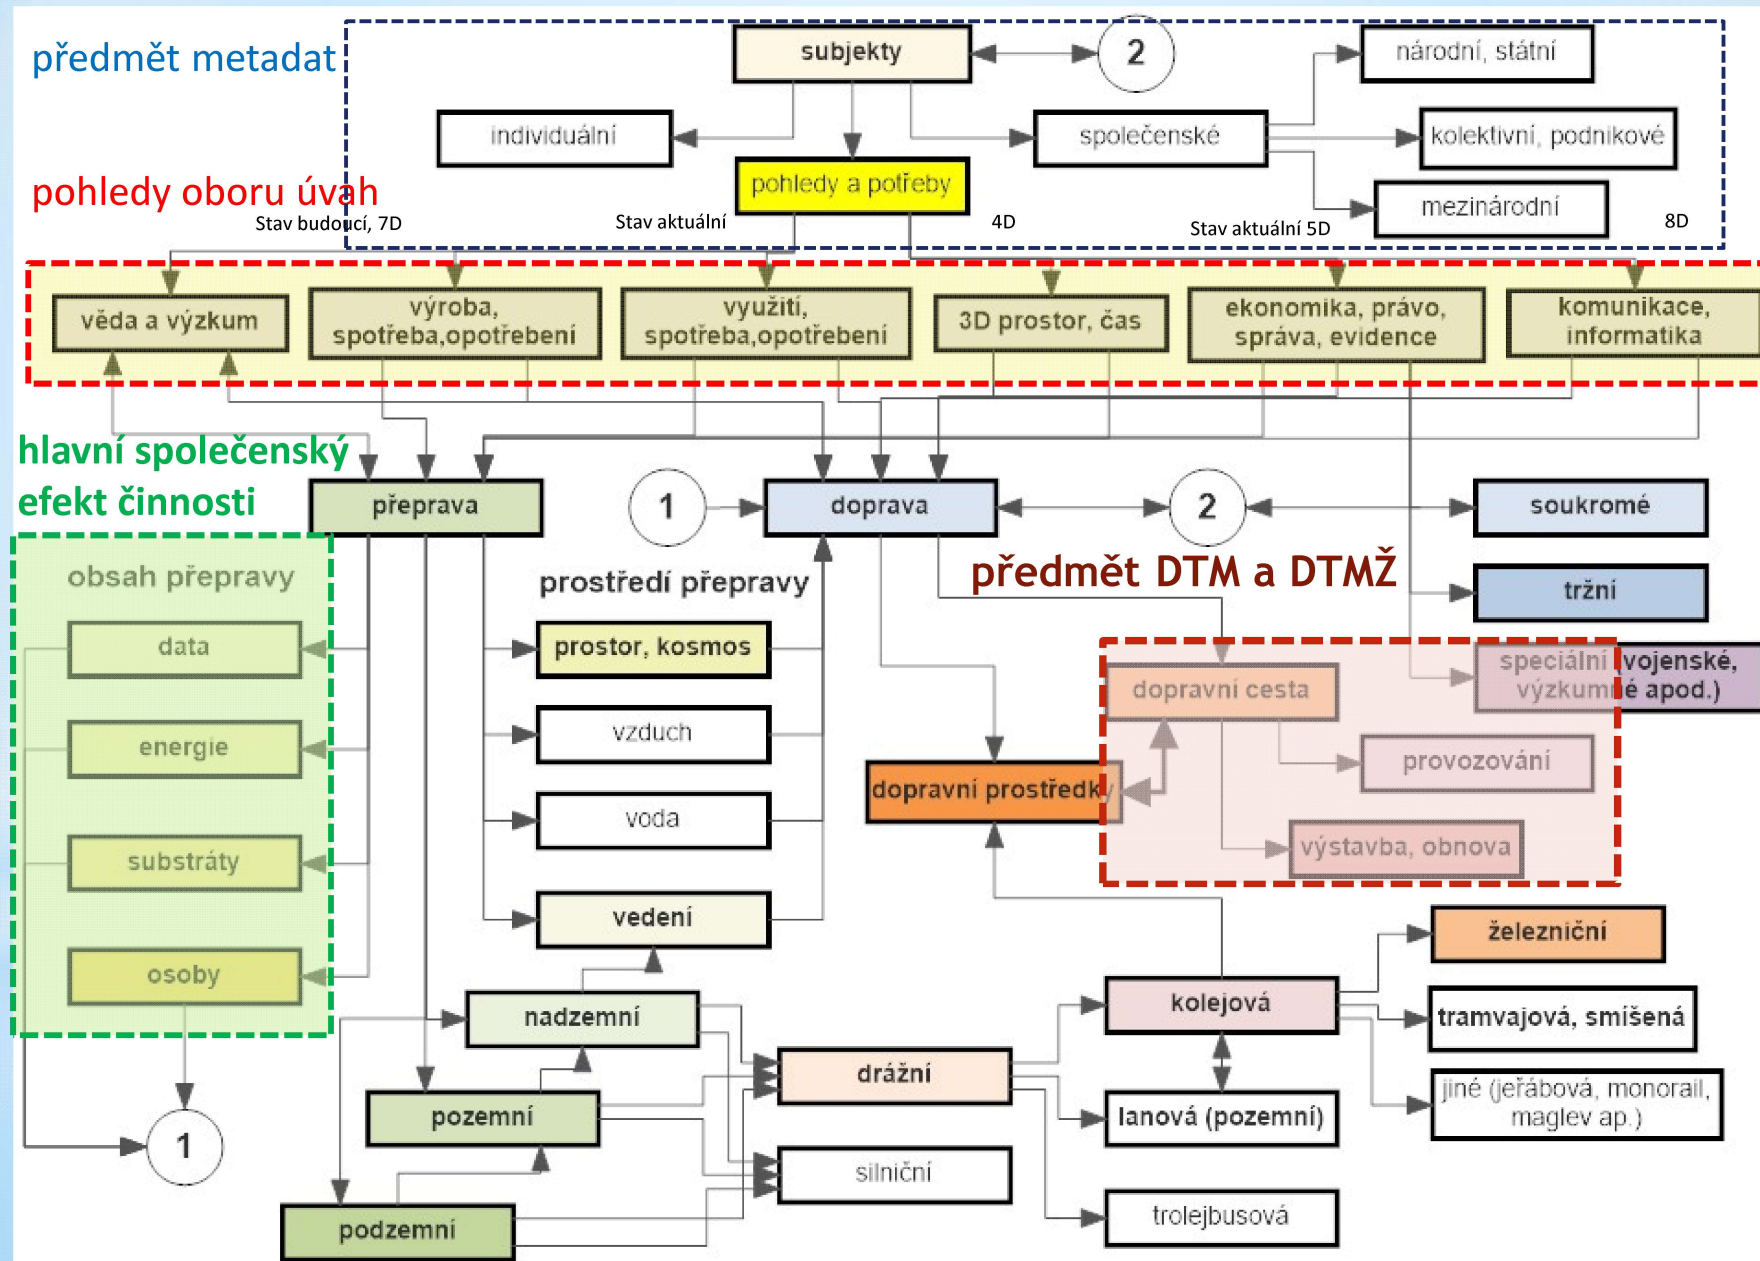 předmět metadat
subjekty
2
národní, státní
individuální
společenské
kolektivní, podnikové
pohledy oboru úvah
pohledy a potřeby
mezinárodní
Stav budoucí, 7D
Stav aktuální
4D
Stav aktuální 5D
8D
věda a výzkum
výroba,
spotřeba,opotřebení
využití,
spotřeba,opotřebení
3D prostor, čas
ekonomika, právo,
správa, evidence
komunikace,
informatika
hlavní společenský
efekt činnosti
přeprava
1
doprava
2
soukromé
obsah přepravy
prostředí přepravy
předmět DTM a DTMŽ
tržní
data
prostor, kosmos
dopravní cesta
speciální (vojenské,
výzkumné apod.)
energie
vzduch
provozování
dopravní prostředky
voda
substráty
výstavba, obnova
vedení
železniční
osoby
nadzemní
kolejová
tramvajová, smíšená
drážní
pozemní
lanová (pozemní)
jiné (jeřábová, monorail,
maglev ap.)
1
silniční
podzemní
trolejbusová